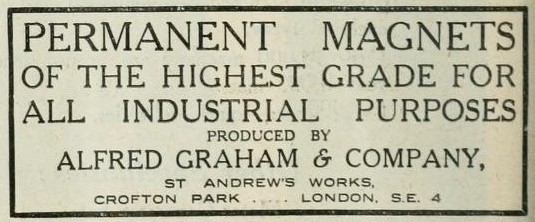 PERMANENT MAGNETS
OF THE HIGHEST GRADE FOR
ALL INDUSTRIAL PURPOSES
PRODUCED BY
ALFRED GRAHAM & COMPANY,
ST ANDREW'S WORKS,
CROFTON PARK .... LONDON, S.E. 4